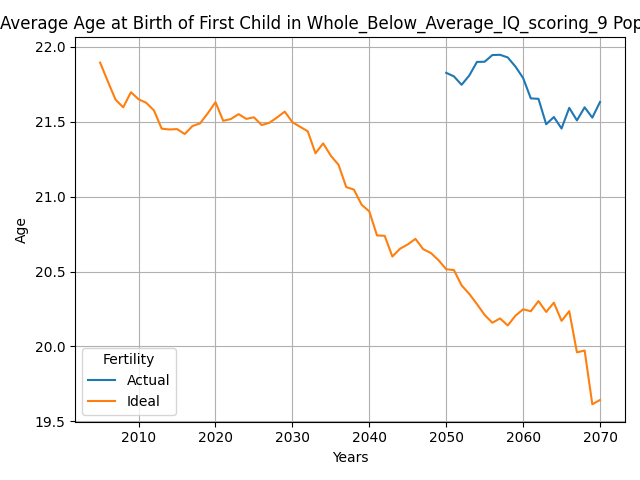 Average Age at Birth of First Child in Whole_Below_Average_IQ_scoring_9 Pop
22.0
21.5
21.0
20.5
20.0
19.5
Age
Fertility
Actual
Ideal
2010 2020 2030 2040 2050 2060 2070
Years